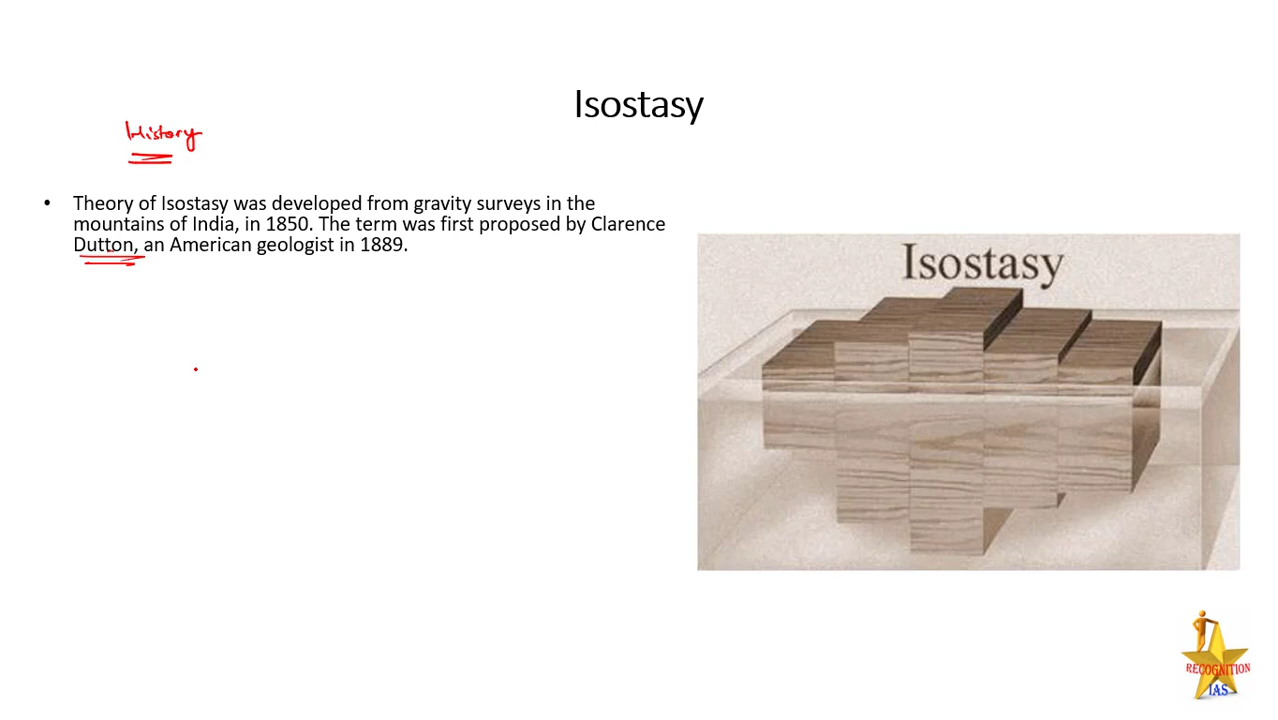 Isostasy
History
• Theory of Isostasy was developed from gravity surveys in the
mountains of India, in 1850. The term was first proposed by Clarence
Dutton, an American geologist in 1889.
Isostasy
RECOGNITION
IAS